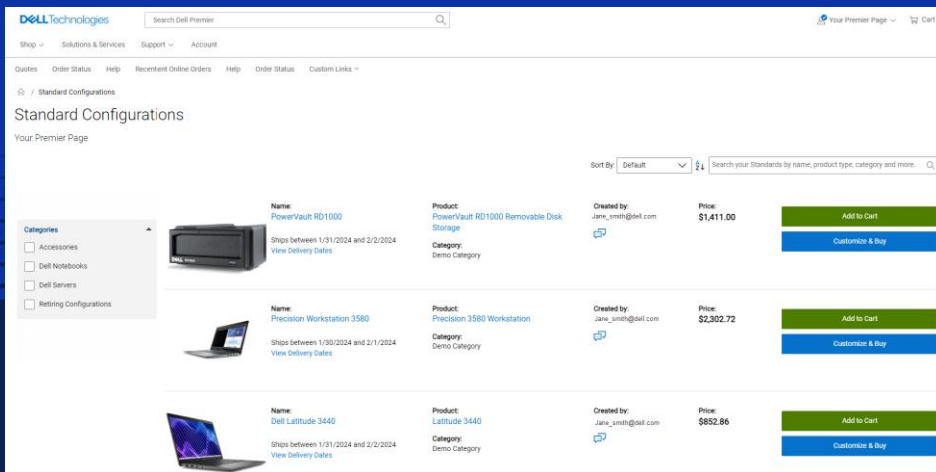 DELL Technologies
Search Dell Premier
Your Premier Page
Cart
Shop
Solutions & Services
Support
Account
Quotes
Order Status
Help
Recentent Online Orders
Help
Order Status
Custom Links
/ Standard Configurations
Standard Configurations
Your Premier Page
Sort By: Default
Search your Standards by name, product type, category and more.
Categories
Accessories
Dell Notebooks
Dell Servers
Retiring Configurations
Name:
PowerVault RD1000
Ships between 1/31/2024 and 2/2/2024
View Delivery Dates
Product:
PowerVault RD1000 Removable Disk
Storage
Category:
Demo Category
Created by:
Jane_smith@dell.com
Price:
$1,411.00
Add to Cart
Customize & Buy
Name:
Precision Workstation 3580
Ships between 1/30/2024 and 2/1/2024
View Delivery Dates
Product:
Precision 3580 Workstation
Category:
Demo Category
Created by:
Jane_smith@dell.com
Price:
$2,302.72
Add to Cart
Customize & Buy
Name:
Dell Latitude 3440
Ships between 1/31/2024 and 2/2/2024
View Delivery Dates
Product:
Latitude 3440
Category:
Demo Category
Created by:
Jane_smith@dell.com
Price:
$852.86
Add to Cart
Customize & Buy